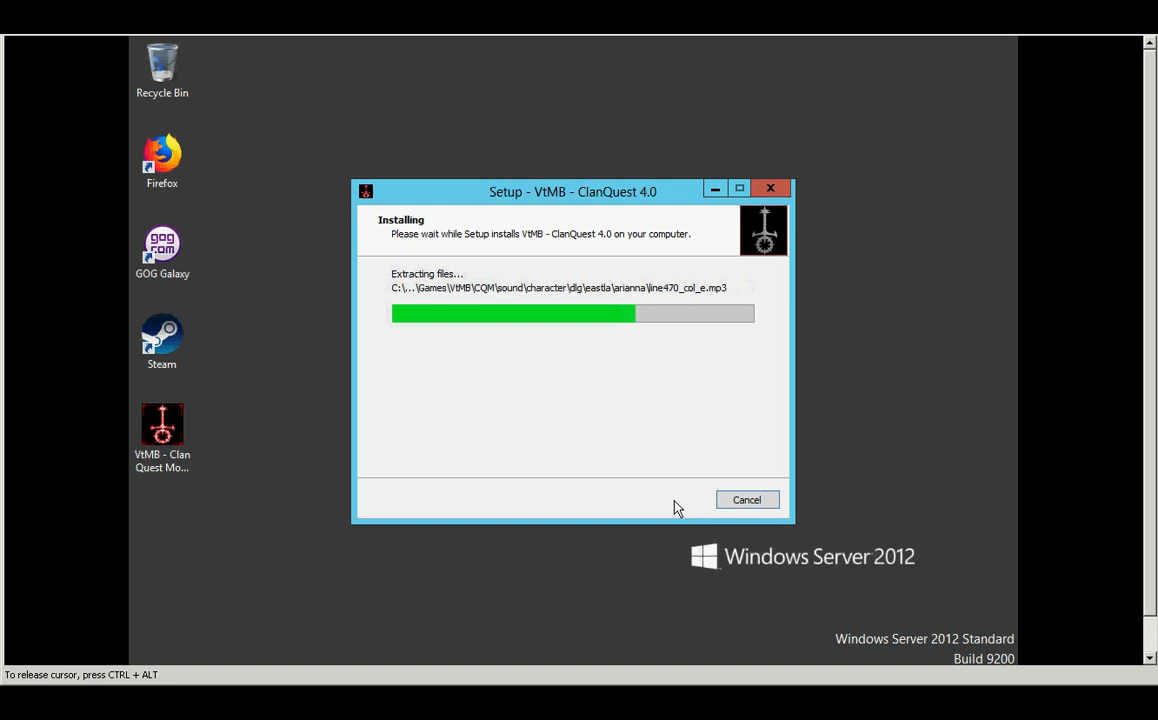 Recycle Bin
Firefox
GOG COM
GOG Galaxy
Steam
VtMB - Clan
Quest Mo...
Setup - VtMB - ClanQuest 4.0
Installing
Please wait while Setup installs VtMB - ClanQuest 4.0 on your computer.
Extracting files...
C:\...\Games\VtMB\CQM\sound\character\dlg\eastla\arianna\line470_col_e.mp3
Cancel
Windows Server 2012
Windows Server 2012 Standard
Build 9200
To release cursor, press CTRL + ALT